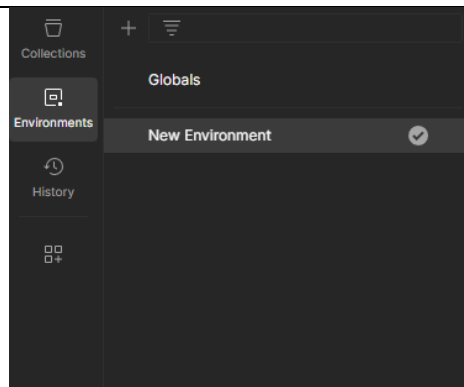 Collections
Globals
Environments
New Environment
History